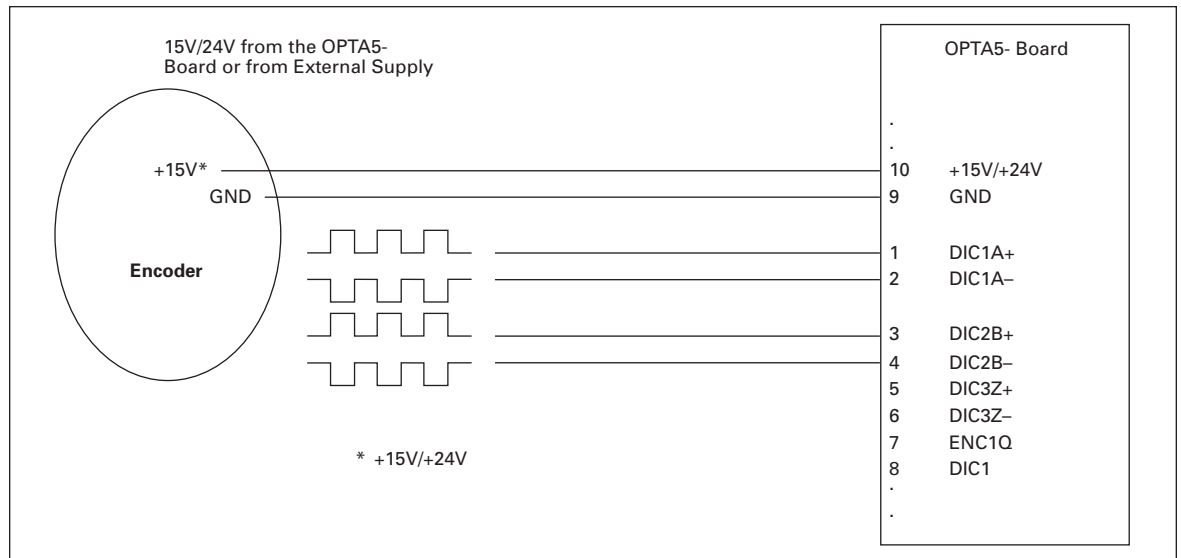 15V/24V from the OPTA5-
Board or from External Supply
OPTA5- Board
.
.
+15V*
10 +15V/+24V
GND
9 GND
Encoder
1 DIC1A+
2 DIC1A–
3 DIC2B+
4 DIC2B–
5 DIC3Z+
6 DIC3Z–
7 ENC1Q
8 DIC1
.
.
* +15V/+24V